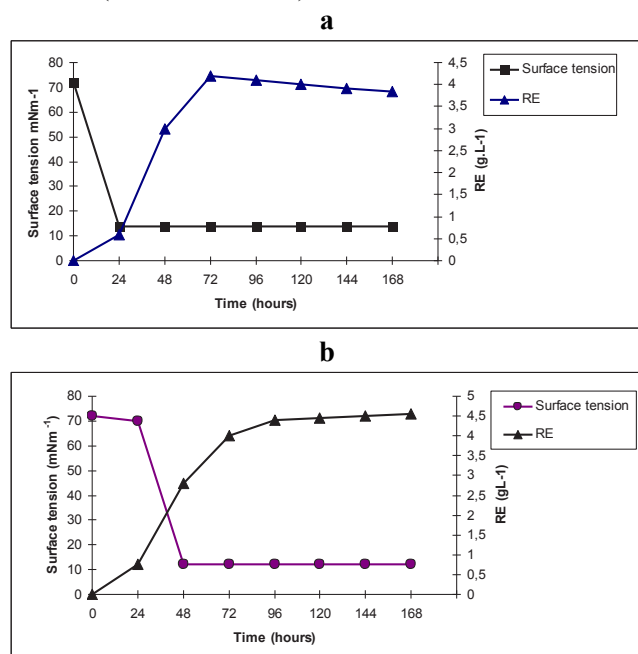 a
80
70
60
50
40
30
20
10
0
Surface tension mNm-1
4,5
4
3,5
3
2,5
2
1,5
1
0,5
0
RE (g.L-1)
0 24 48 72 96 120 144 168
Time (hours)
Surface tension
RE
b
80
70
60
50
40
30
20
10
0
Surface tension (mNm-1)
5
4,5
4
3,5
3
2,5
2
1,5
1
0,5
0
RE (gL-1)
0 24 48 72 96 120 144 168
Time (hours)
Surface tension
RE